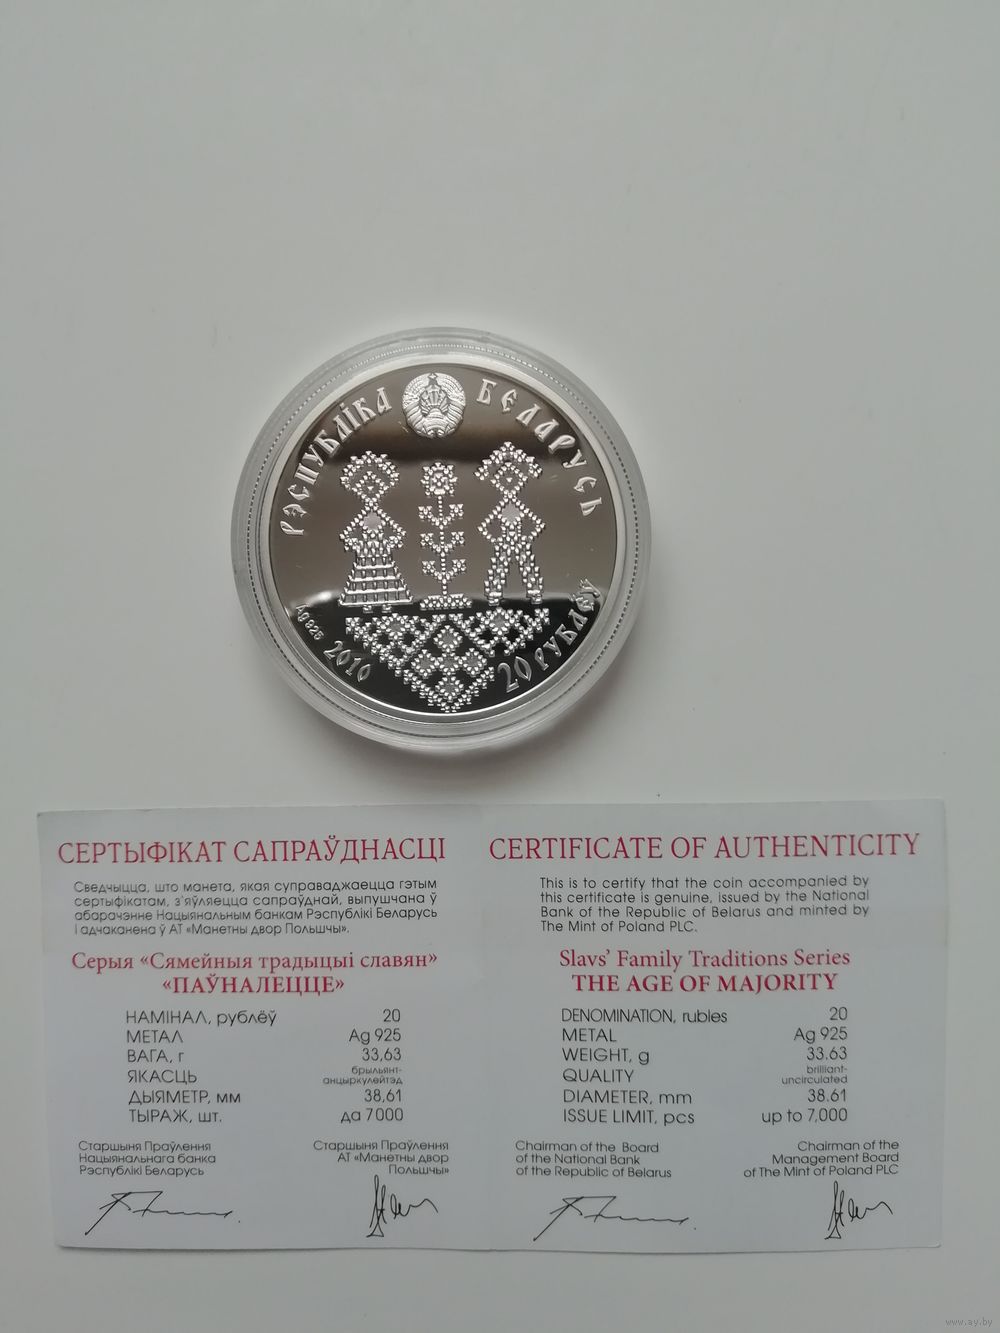 РЭСПУБЛІКА БЕЛАРУСЬ
Ag 925 2010 20 РУБЛЁЎ
СЕРТЫФІКАТ САПРАЎДНАСЦІ
Сведчыцца, што манета, якая суправаджаецца гэтым
сертыфікатам, з'яўляецца сапраўднай, выпушчана ў
абарачэнне Нацыянальным банкам Рэспублікі Беларусь
і адчаканена ў АТ «Манетны двор Польшчы».
Серыя «Сямейныя традыцыі славян»
«ПАЎНАЛЕЦЦЕ»
НАМІНАЛ, рублёў 20
МЕТАЛ Ag 925
ВАГА, г 33,63
ЯКАСЦЬ брыльянт-
анцыркулейтэд
ДЫЯМЕТР, мм 38,61
ТЫРАЖ, шт. да 7000
Старшыня Праўлення
Нацыянальнага банка
Рэспублікі Беларусь
Старшыня Праўлення
АТ «Манетны двор
Польшчы»
CERTIFICATE OF AUTHENTICITY
This is to certify that the coin accompanied by
this certificate is genuine, issued by the National
Bank of the Republic of Belarus and minted by
The Mint of Poland PLC.
Slavs' Family Traditions Series
THE AGE OF MAJORITY
DENOMINATION, rubles 20
METAL Ag 925
WEIGHT, g 33.63
QUALITY brilliant-
uncirculated
DIAMETER, mm 38.61
ISSUE LIMIT, pcs up to 7,000
Chairman of the Board
of the National Bank
of the Republic of Belarus
Chairman of the
Management Board
of The Mint of Poland PLC
www.ay.by